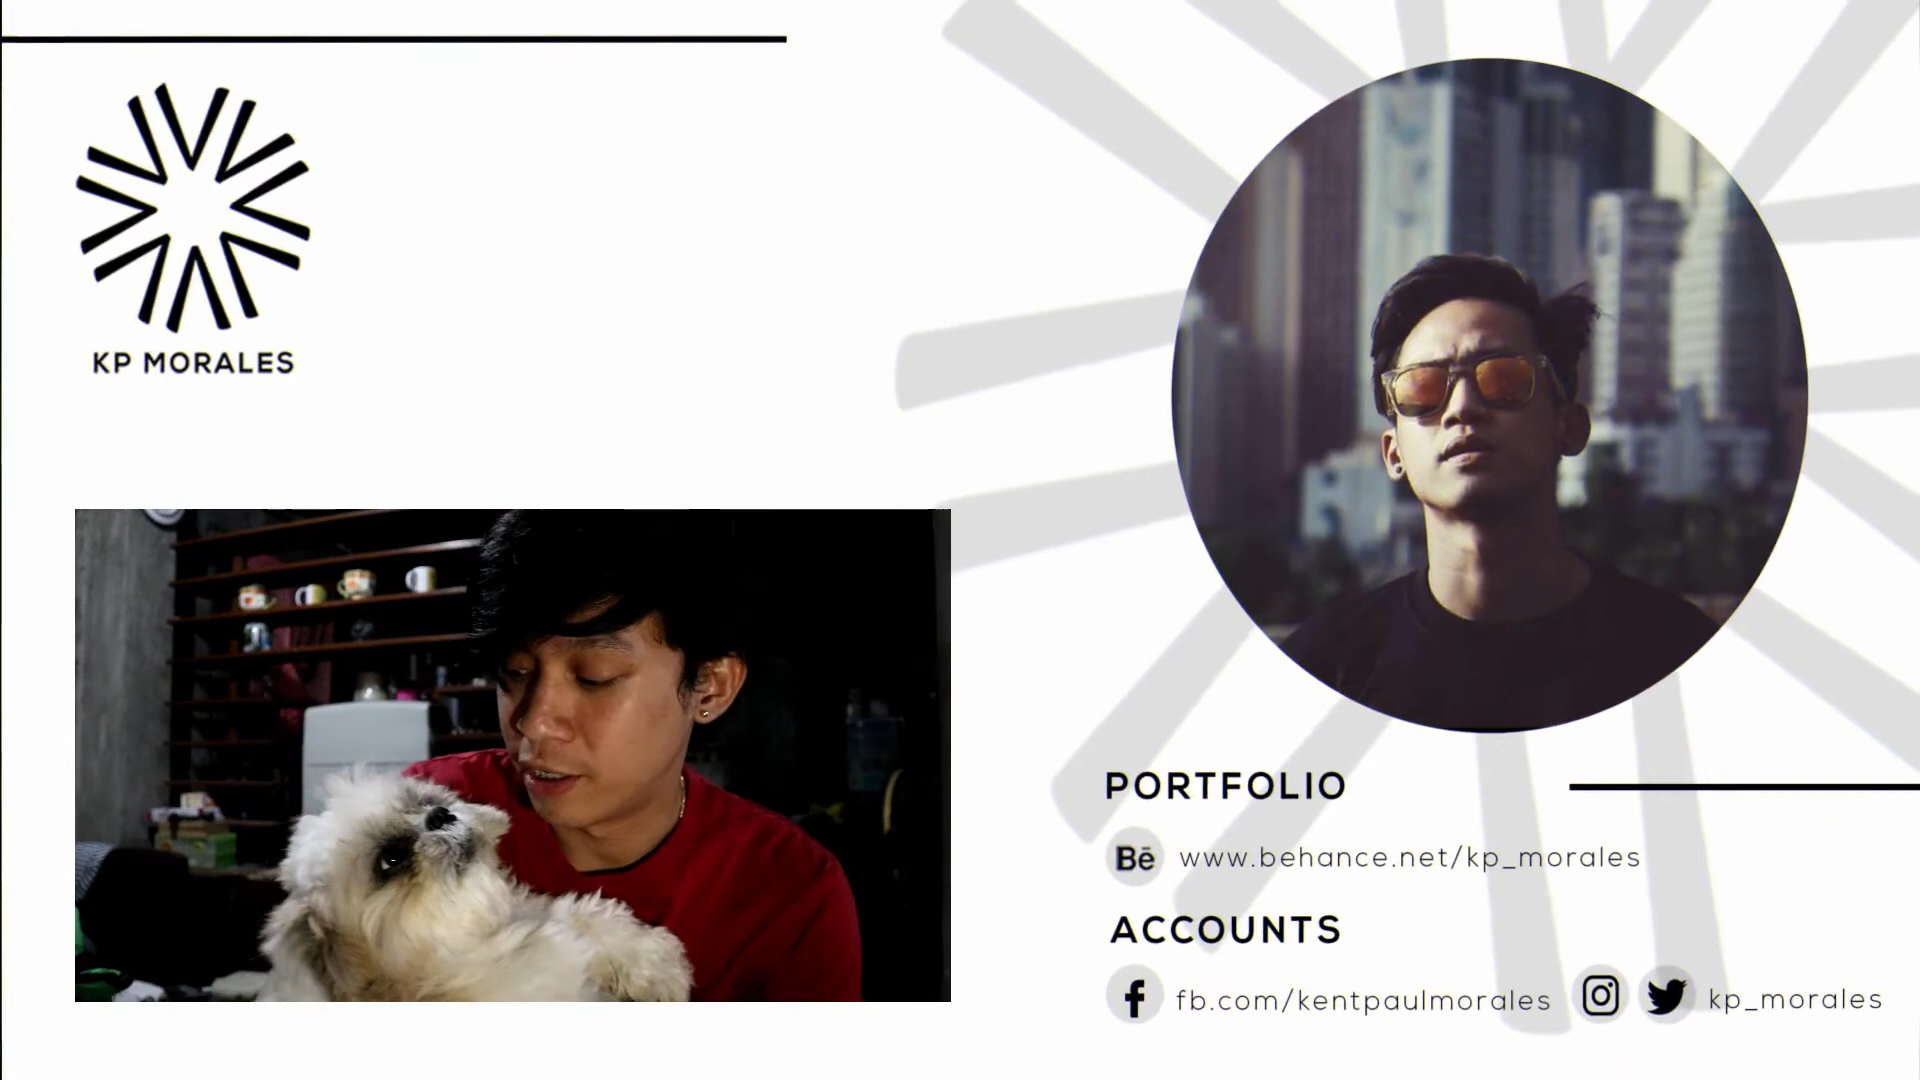 KP MORALES
PORTFOLIO
Bē www.behance.net/kp_morales
ACCOUNTS
fb.com/kentpaulmorales kp_morales